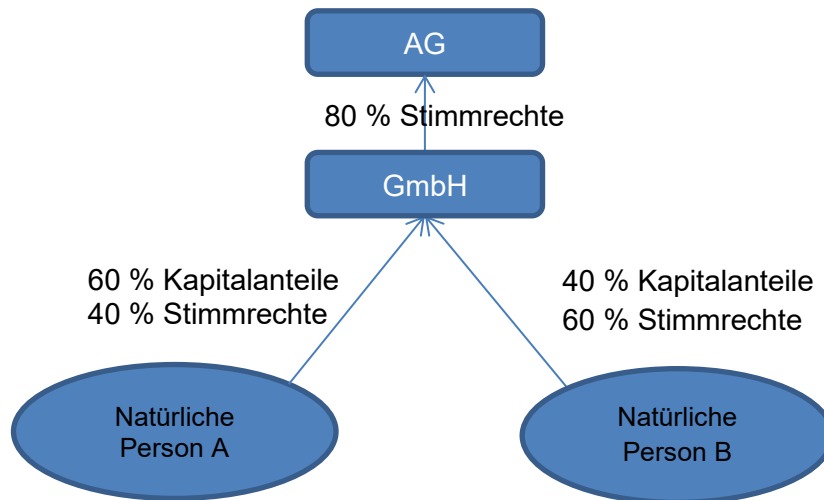 AG
80 % Stimmrechte
GmbH
60 % Kapitalanteile
40 % Stimmrechte
40 % Kapitalanteile
60 % Stimmrechte
Natürliche
Person A
Natürliche
Person B